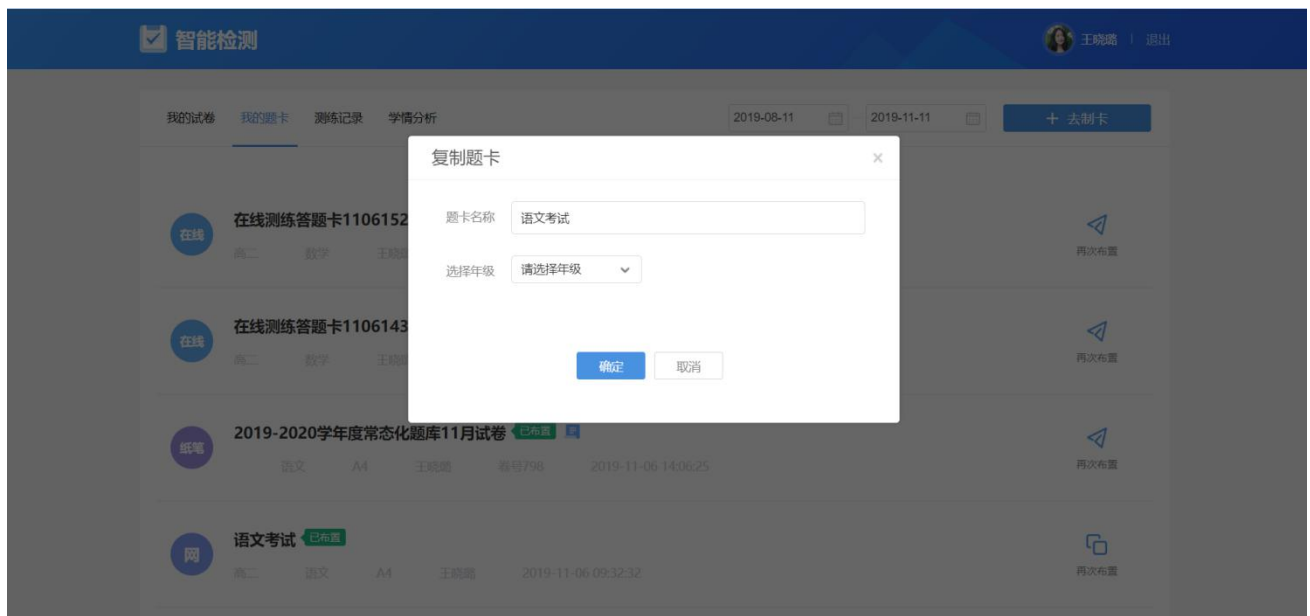 智能检测
王晓璐 | 退出
我的试卷 我的题卡 测练记录 学情分析 2019-08-11 2019-11-11 + 去制卡
复制题卡 ×
在线 在线测练答题卡1106152
高二 数学 王晓
再次布置
题卡名称 语文考试
选择年级 请选择年级
在线 在线测练答题卡1106143
高二 数学 王晓
再次布置
确定 取消
纸笔 2019-2020学年度常态化题库11月试卷 已布置
语文 A4 王晓璐 卷号798 2019-11-06 14:06:25
再次布置
网 语文考试 已布置
高二 语文 A4 王晓璐 2019-11-06 09:32:32
再次布置